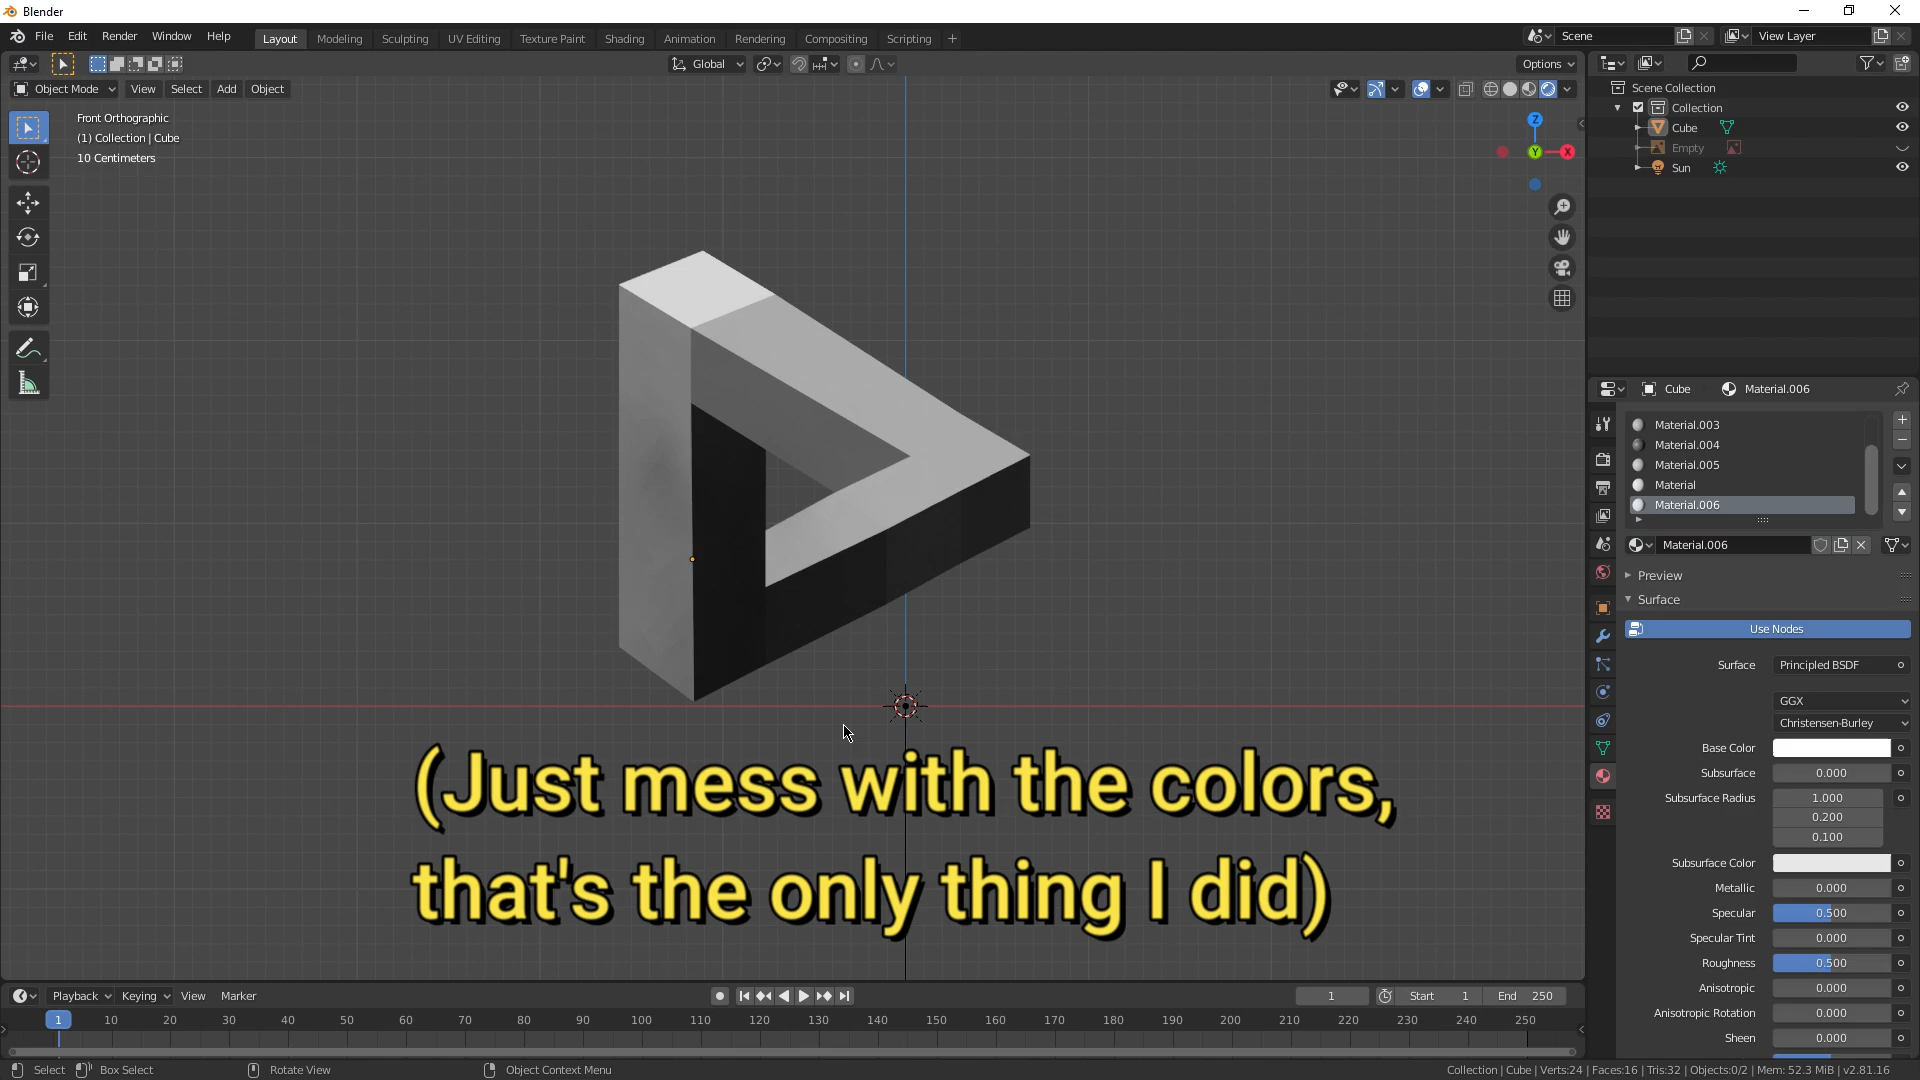 Blender
File Edit Render Window Help Layout Modeling Sculpting UV Editing Texture Paint Shading Animation Rendering Compositing Scripting + Scene View Layer
Global Options
Object Mode View Select Add Object
Front Orthographic
(1) Collection | Cube
10 Centimeters
Z
Y
X
Scene Collection
Collection
Cube
Empty
Sun
Cube Material.006
Material.003
Material.004
Material.005
Material
Material.006
Material.006
Preview
Surface
Use Nodes
Surface Principled BSDF
GGX
Christensen-Burley
Base Color
Subsurface 0.000
Subsurface Radius 1.000
0.200
0.100
Subsurface Color
Metallic 0.000
Specular 0.500
Specular Tint 0.000
Roughness 0.500
Anisotropic 0.000
Anisotropic Rotation 0.000
Sheen 0.000
(Just mess with the colors,
that's the only thing I did)
Playback Keying View Marker 1 Start 1 End 250
1 10 20 30 40 50 60 70 80 90 100 110 120 130 140 150 160 170 180 190 200 210 220 230 240 250
Select Box Select Rotate View Object Context Menu Collection | Cube | Verts:24 | Faces:16 | Tris:32 | Objects:0/2 | Mem: 52.3 MiB | v2.81.16